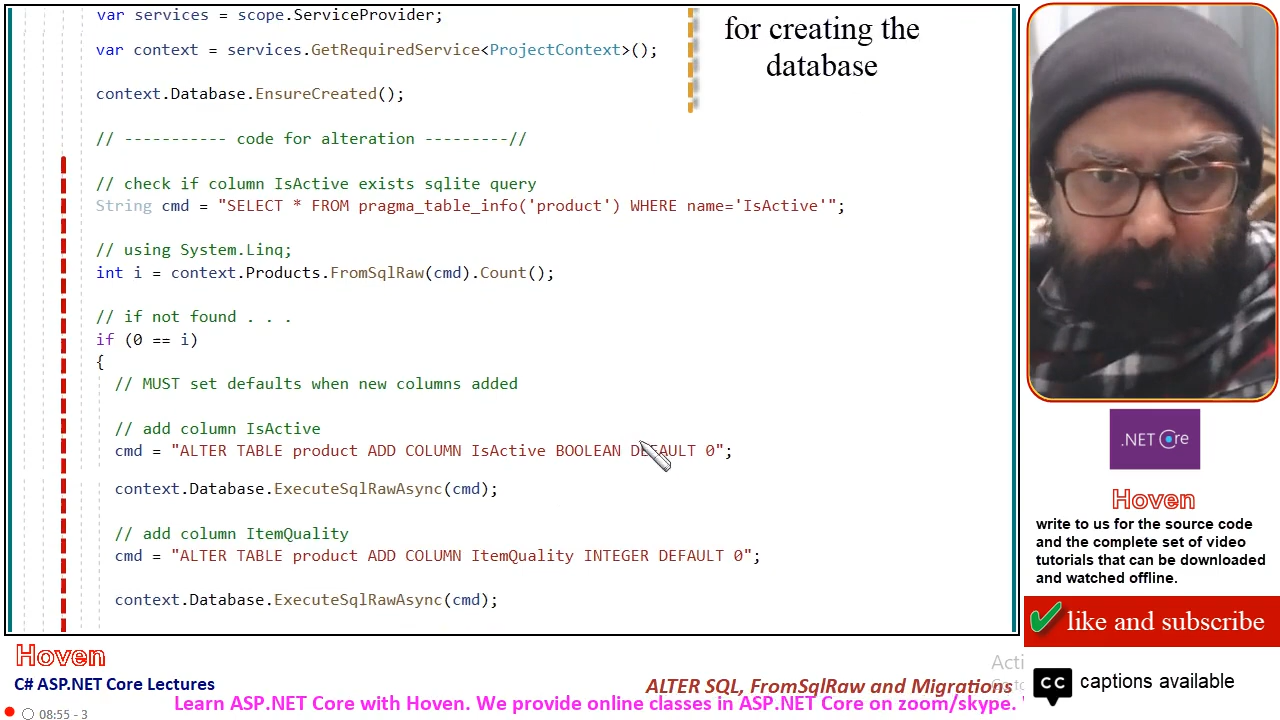 var services = scope.ServiceProvider;
var context = services.GetRequiredService<ProjectContext>();
context.Database.EnsureCreated();
// ----------- code for alteration ---------//
// check if column IsActive exists sqlite query
String cmd = "SELECT * FROM pragma_table_info('product') WHERE name='IsActive'";
// using System.Linq;
int i = context.Products.FromSqlRaw(cmd).Count();
// if not found . . .
if (0 == i)
{
// MUST set defaults when new columns added
// add column IsActive
cmd = "ALTER TABLE product ADD COLUMN IsActive BOOLEAN DEFAULT 0";
context.Database.ExecuteSqlRawAsync(cmd);
// add column ItemQuality
cmd = "ALTER TABLE product ADD COLUMN ItemQuality INTEGER DEFAULT 0";
context.Database.ExecuteSqlRawAsync(cmd);
for creating the
database
.NET Core
Hoven
write to us for the source code
and the complete set of video
tutorials that can be downloaded
and watched offline.
like and subscribe
CC captions available
Hoven
C# ASP.NET Core Lectures
ALTER SQL, FromSqlRaw and Migrations
Learn ASP.NET Core with Hoven. We provide online classes in ASP.NET Core on zoom/skype.
08:55 - 3